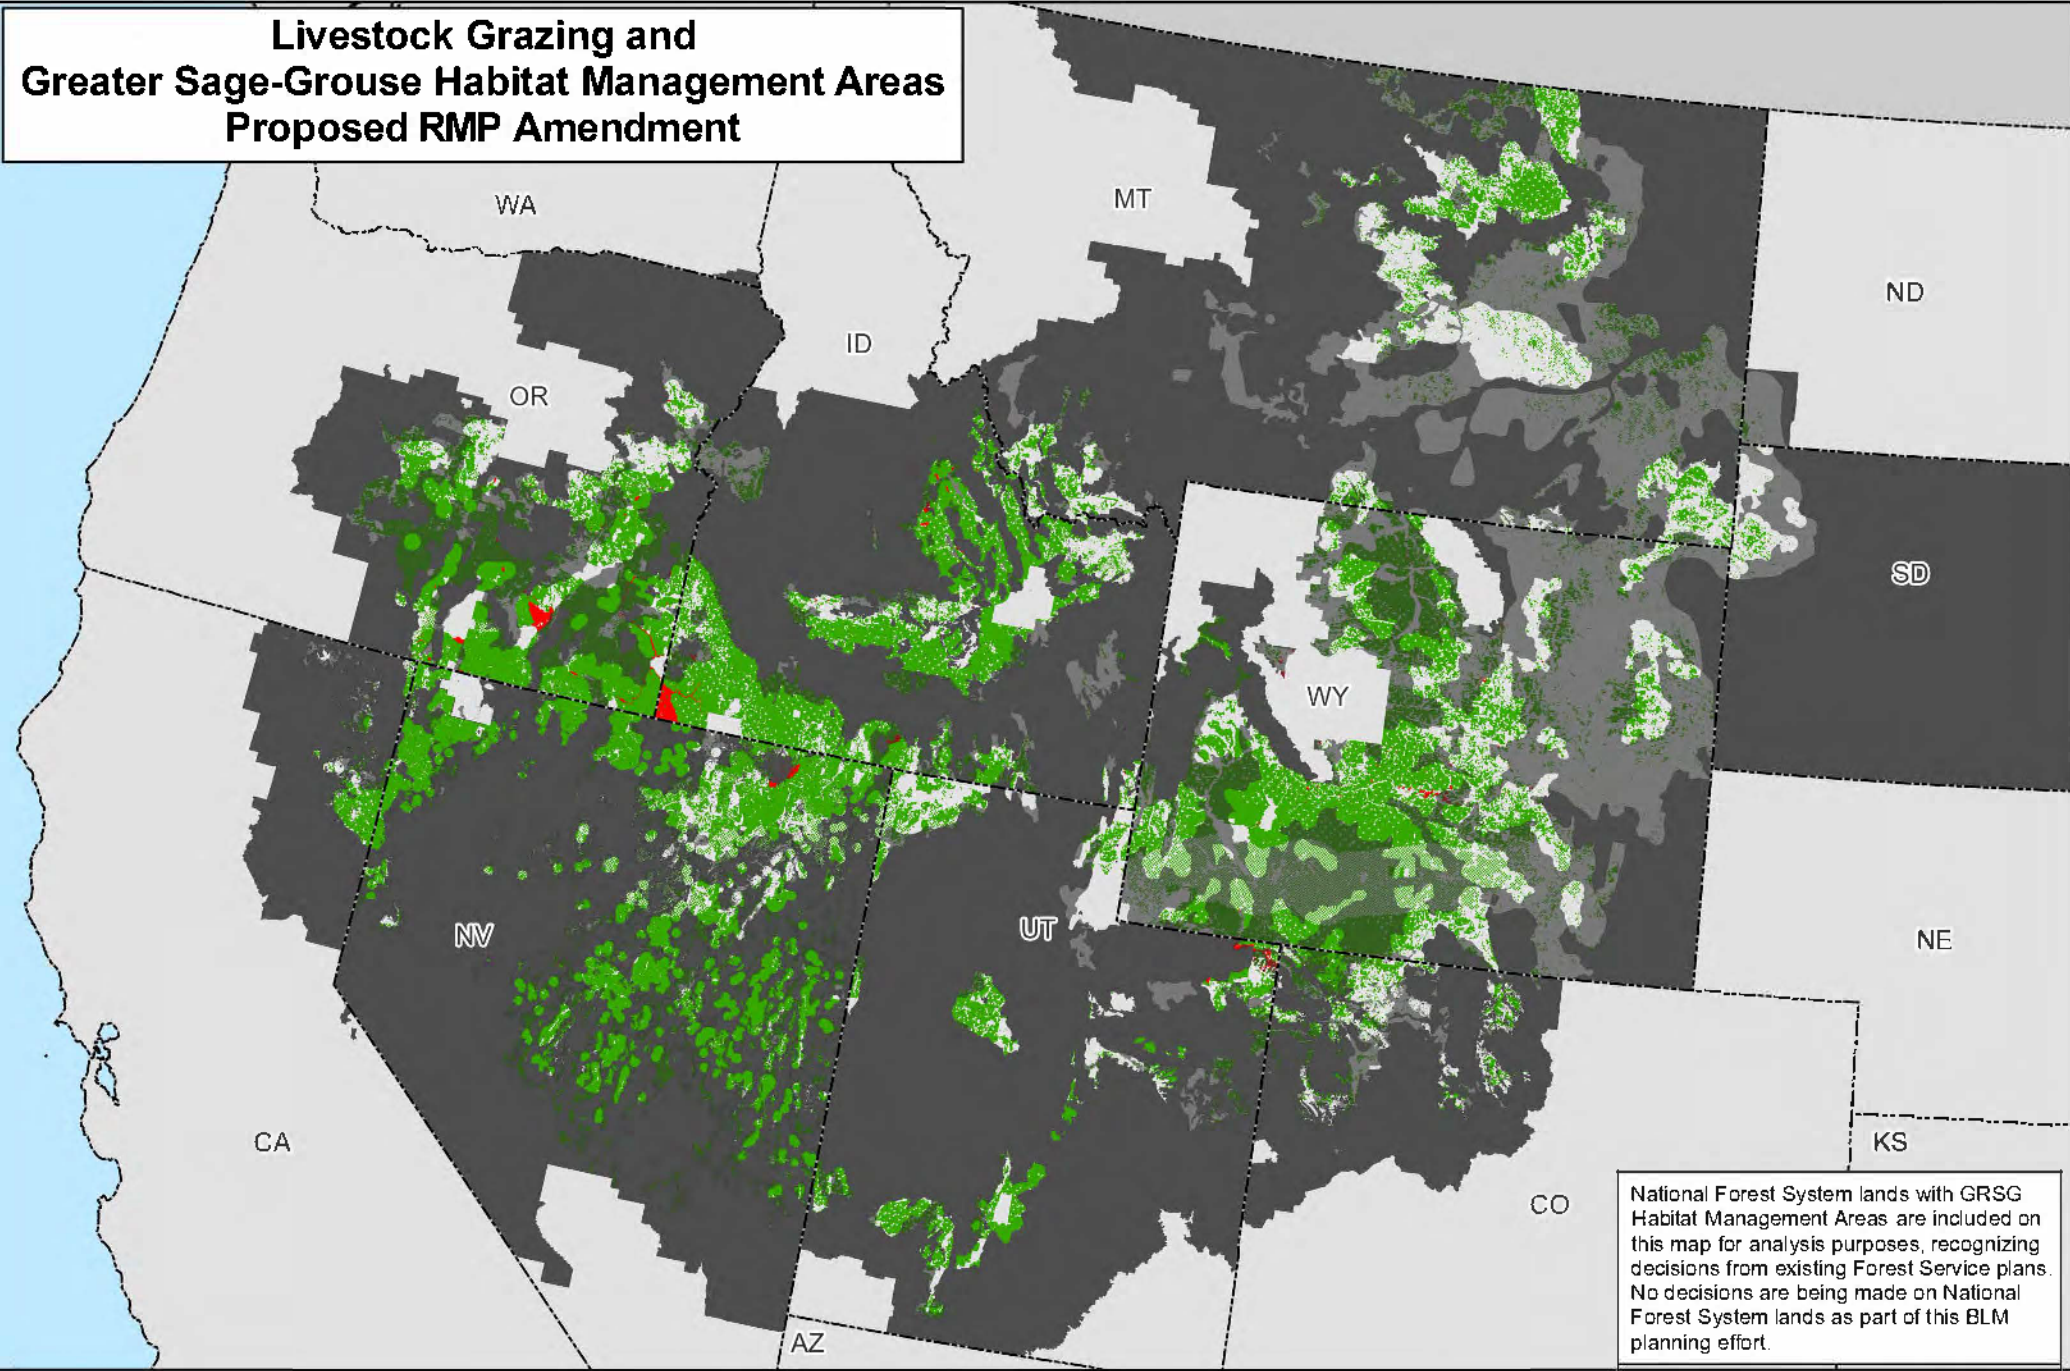 Livestock Grazing and
Greater Sage-Grouse Habitat Management Areas
Proposed RMP Amendment
WA
MT
ND
ID
OR
SD
WY
NV
UT
NE
CA
KS
CO
AZ
National Forest System lands with GRSG
Habitat Management Areas are included on
this map for analysis purposes, recognizing
decisions from existing Forest Service plans.
No decisions are being made on National
Forest System lands as part of this BLM
planning effort.